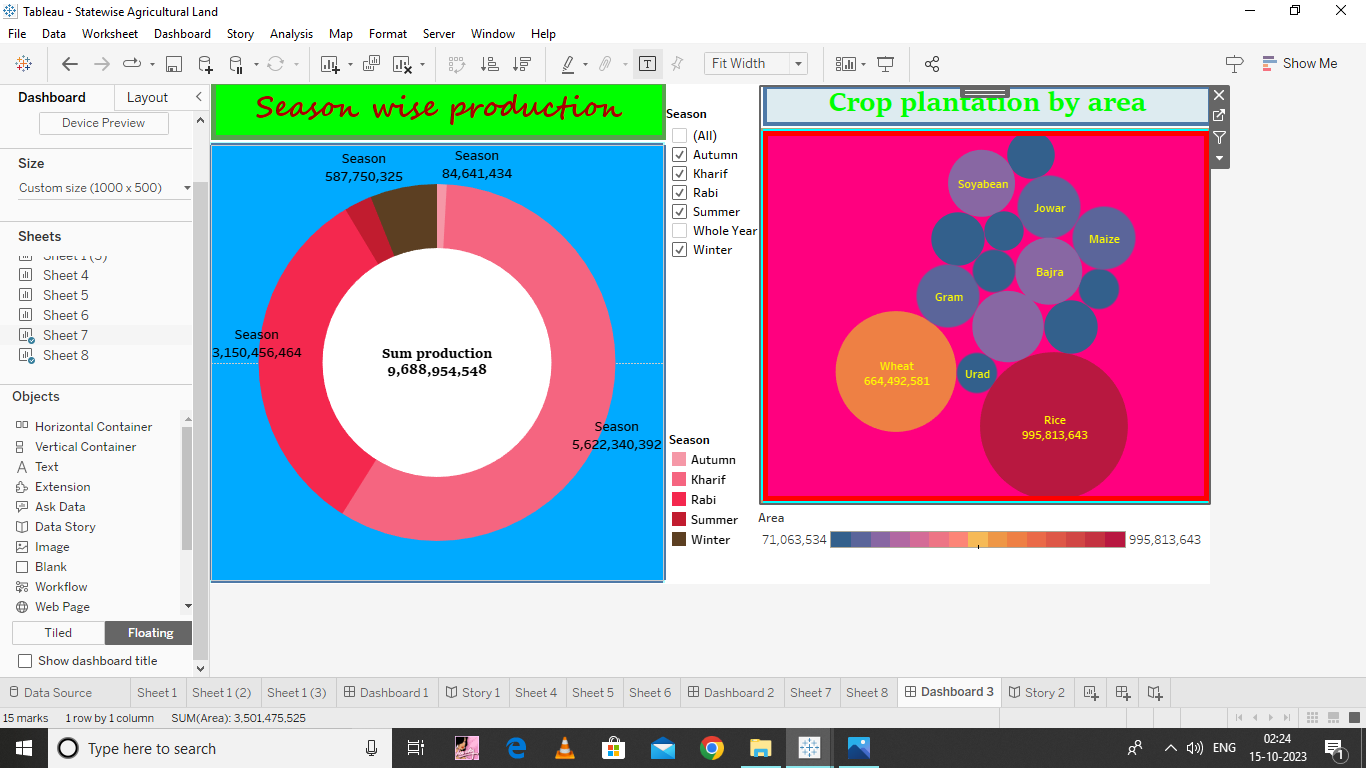 Tableau - Statewise Agricultural Land
File Data Worksheet Dashboard Story Analysis Map Format Server Window Help
Fit Width
Show Me
Dashboard Layout
Device Preview
Size
Custom size (1000 x 500)
Sheets
Sheet 1 (3)
Sheet 4
Sheet 5
Sheet 6
Sheet 7
Sheet 8
Objects
Horizontal Container
Vertical Container
A Text
Extension
Ask Data
Data Story
Image
Blank
Workflow
Web Page
Tiled Floating
Show dashboard title
Season wise production
Season
587,750,325
Season
84,641,434
Season
3,150,456,464
Sum production
9,688,954,548
Season
5,622,340,392
Season
(All)
Autumn
Kharif
Rabi
Summer
Whole Year
Winter
Season
Autumn
Kharif
Rabi
Summer
Winter
Crop plantation by area
Soyabean
Jowar
Maize
Bajra
Gram
Wheat
664,492,581
Urad
Rice
995,813,643
Area
71,063,534 995,813,643
Data Source Sheet 1 Sheet 1 (2) Sheet 1 (3) Dashboard 1 Story 1 Sheet 4 Sheet 5 Sheet 6 Dashboard 2 Sheet 7 Sheet 8 Dashboard 3 Story 2
15 marks 1 row by 1 column SUM(Area): 3,501,475,525
Type here to search
ENG
02:24
15-10-2023
1